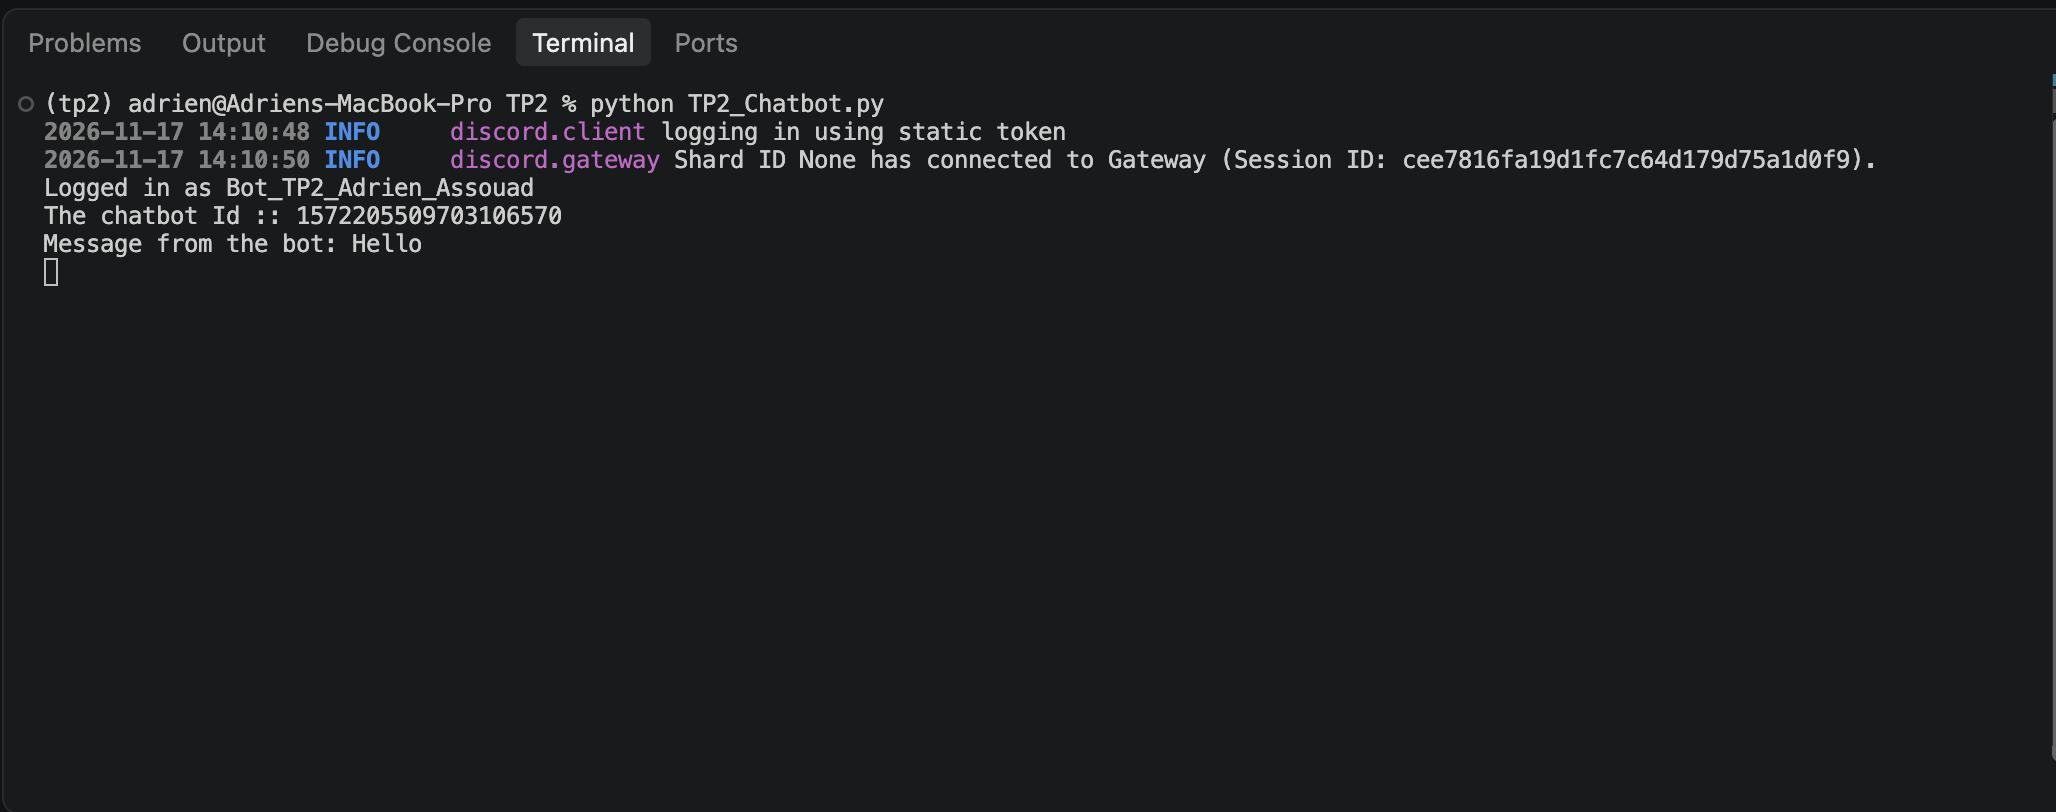 Problems Output Debug Console Terminal Ports
(tp2) adrien@Adriens-MacBook-Pro TP2 % python TP2_Chatbot.py
2026-11-17 14:10:48 INFO     discord.client logging in using static token
2026-11-17 14:10:50 INFO     discord.gateway Shard ID None has connected to Gateway (Session ID: cee7816fa19d1fc7c64d179d75a1d0f9).
Logged in as Bot_TP2_Adrien_Assouad
The chatbot Id :: 1572205509703106570
Message from the bot: Hello